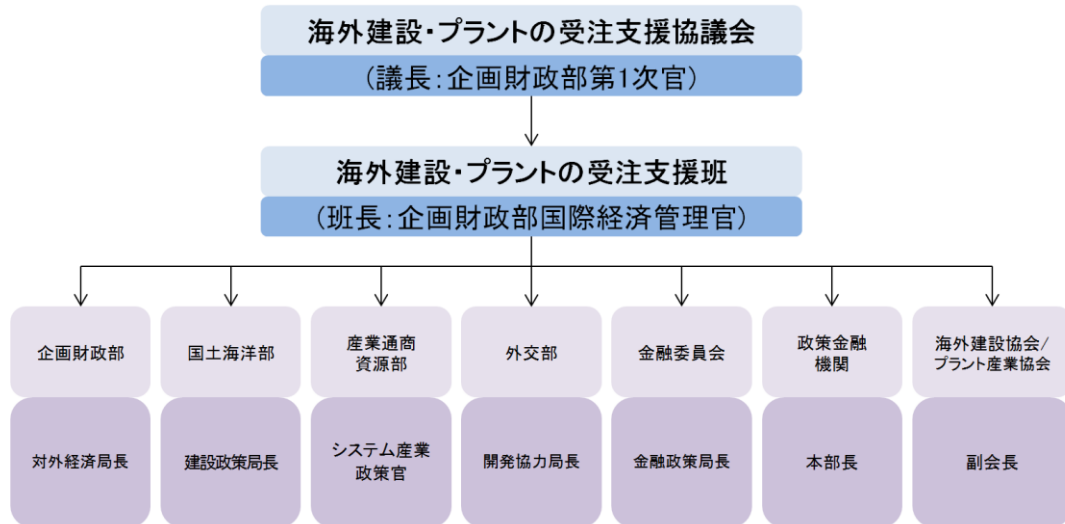 海外建設・プラントの受注支援協議会
(議長：企画財政部第1次官)
海外建設・プラントの受注支援班
(班長：企画財政部国際経済管理官)
企画財政部
国土海洋部
産業通商
資源部
外交部
金融委員会
政策金融
機関
海外建設協会/
プラント産業協会
対外経済局長
建設政策局長
システム産業
政策官
開発協力局長
金融政策局長
本部長
副会長